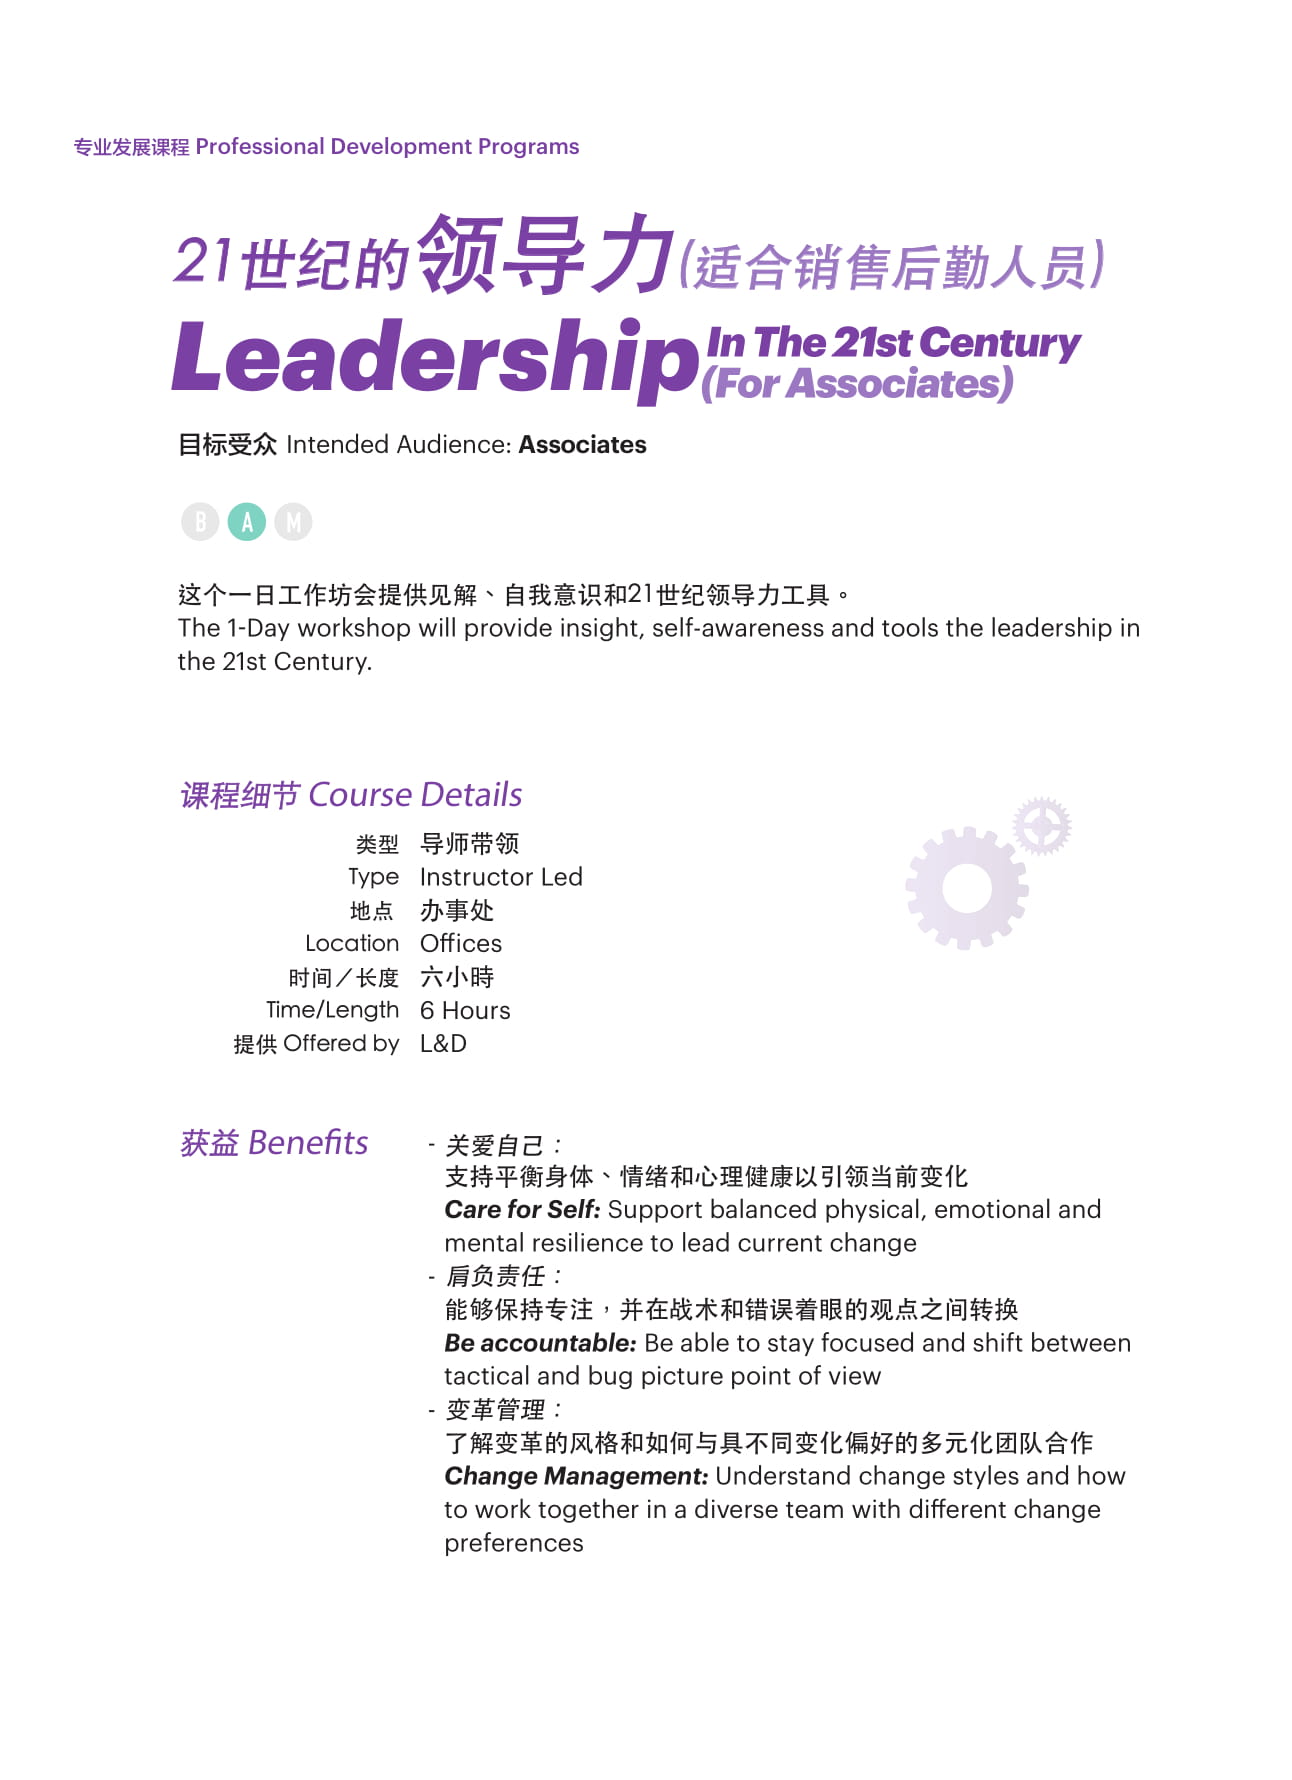 专业发展课程 Professional Development Programs
21世纪的领导力(适合销售后勤人员)
Leadership In The 21st Century
(For Associates)
目标受众 Intended Audience: Associates
B A M
这个一日工作坊会提供见解、自我意识和21世纪领导力工具。
The 1-Day workshop will provide insight, self-awareness and tools the leadership in
the 21st Century.
课程细节 Course Details
类型 导师带领
Type Instructor Led
地点 办事处
Location Offices
时间／长度 六小時
Time/Length 6 Hours
提供 Offered by L&D
获益 Benefits
- 关爱自己：
支持平衡身体、情绪和心理健康以引领当前变化
Care for Self: Support balanced physical, emotional and
mental resilience to lead current change
- 肩负责任：
能够保持专注，并在战术和错误着眼的观点之间转换
Be accountable: Be able to stay focused and shift between
tactical and bug picture point of view
- 变革管理：
了解变革的风格和如何与具不同变化偏好的多元化团队合作
Change Management: Understand change styles and how
to work together in a diverse team with different change
preferences